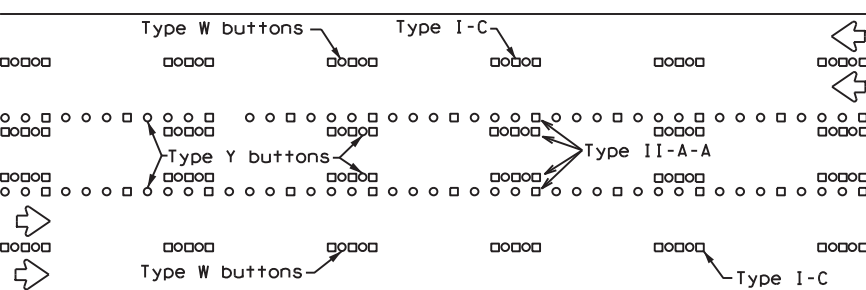 Type W buttons
Type I-C
Type Y buttons
Type II-A-A
Type W buttons
Type I-C